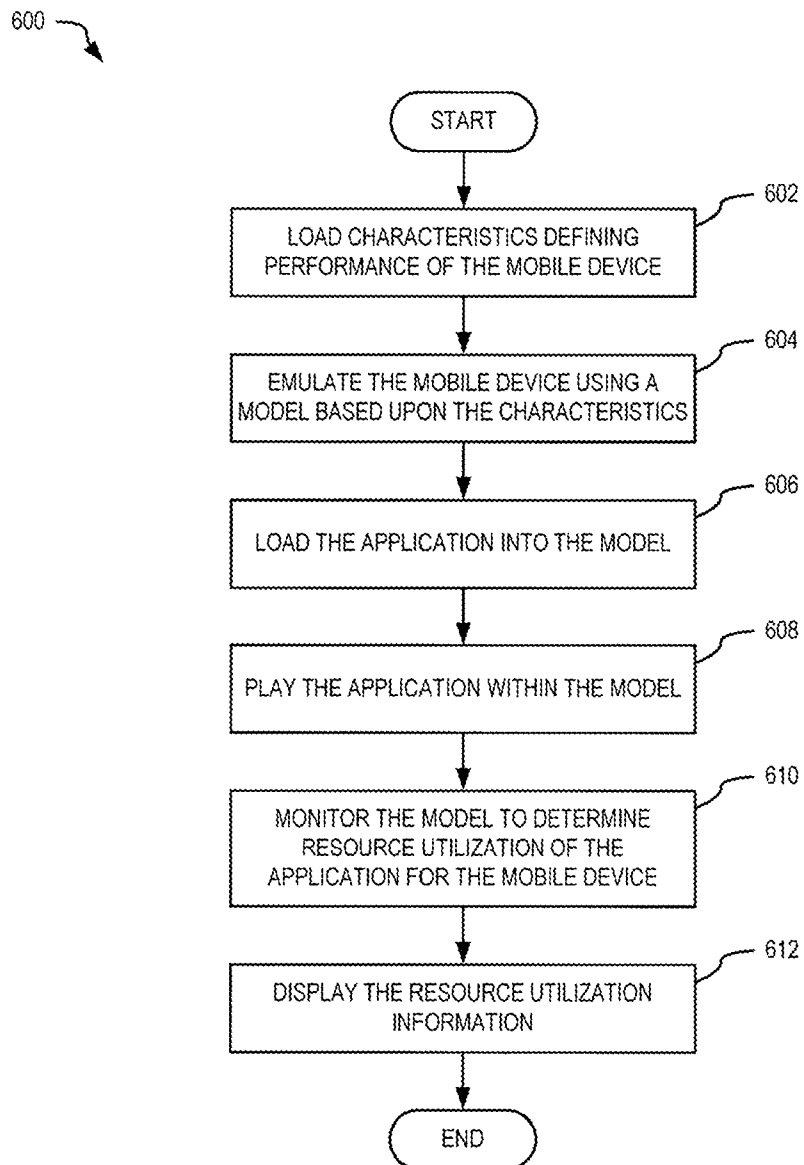 600
START
602
LOAD CHARACTERISTICS DEFINING
PERFORMANCE OF THE MOBILE DEVICE
604
EMULATE THE MOBILE DEVICE USING A
MODEL BASED UPON THE CHARACTERISTICS
606
LOAD THE APPLICATION INTO THE MODEL
608
PLAY THE APPLICATION WITHIN THE MODEL
610
MONITOR THE MODEL TO DETERMINE
RESOURCE UTILIZATION OF THE
APPLICATION FOR THE MOBILE DEVICE
612
DISPLAY THE RESOURCE UTILIZATION
INFORMATION
END